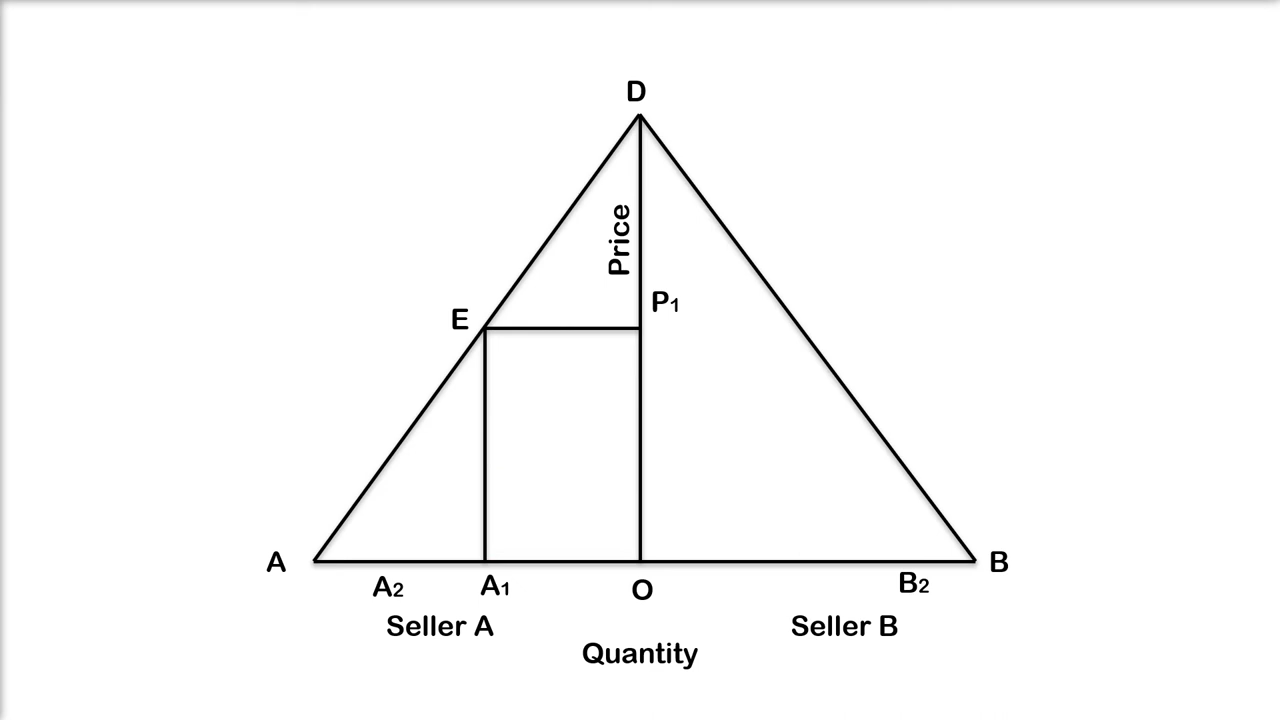 D
Price
P₁
E
A
B
A₂
A₁
O
B₂
Seller A
Seller B
Quantity